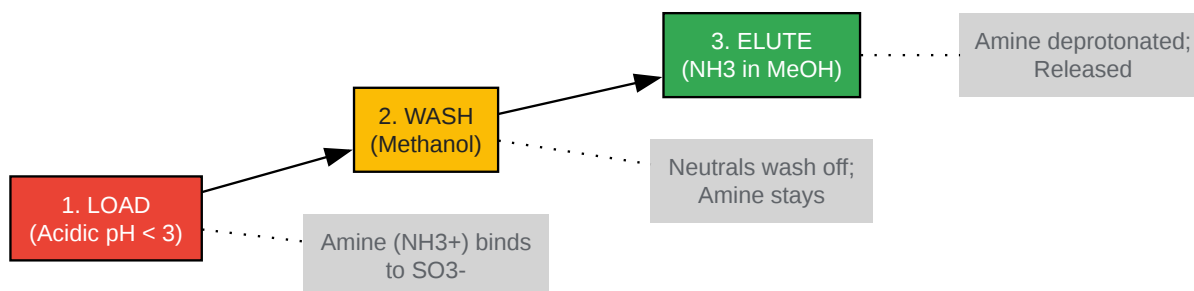 1. LOAD
(Acidic pH < 3)
Amine (NH3+) binds
to SO3-
2. WASH
(Methanol)
Neutrals wash off;
Amine stays
3. ELUTE
(NH3 in MeOH)
Amine deprotonated;
Released